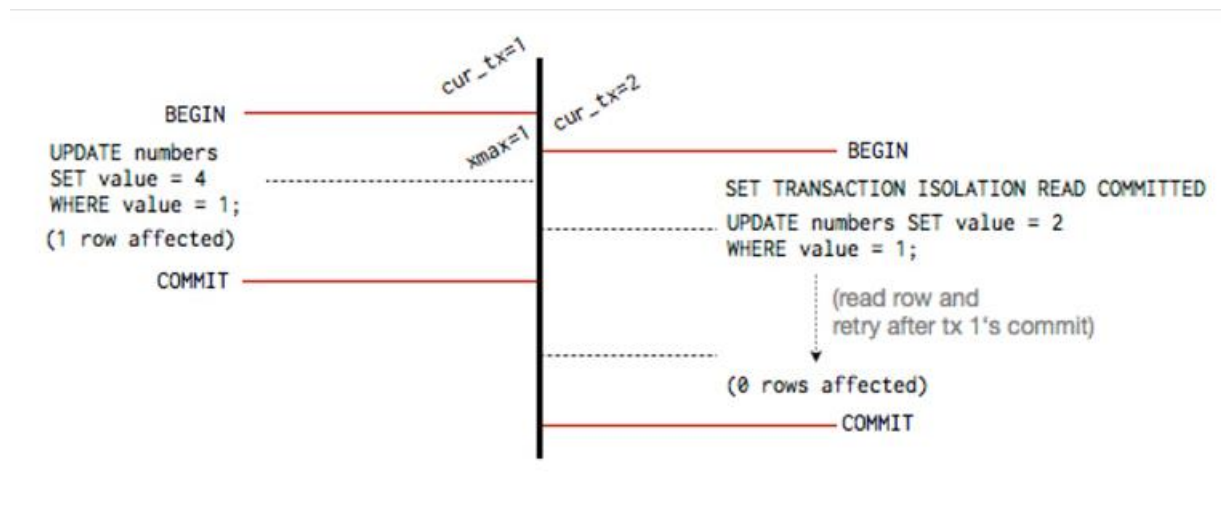 cur_tx=1
cur_tx=2
BEGIN
xmax=1
BEGIN
UPDATE numbers
SET value = 4
WHERE value = 1;
(1 row affected)
SET TRANSACTION ISOLATION READ COMMITTED
UPDATE numbers SET value = 2
WHERE value = 1;
COMMIT
(read row and
retry after tx 1's commit)
(0 rows affected)
COMMIT